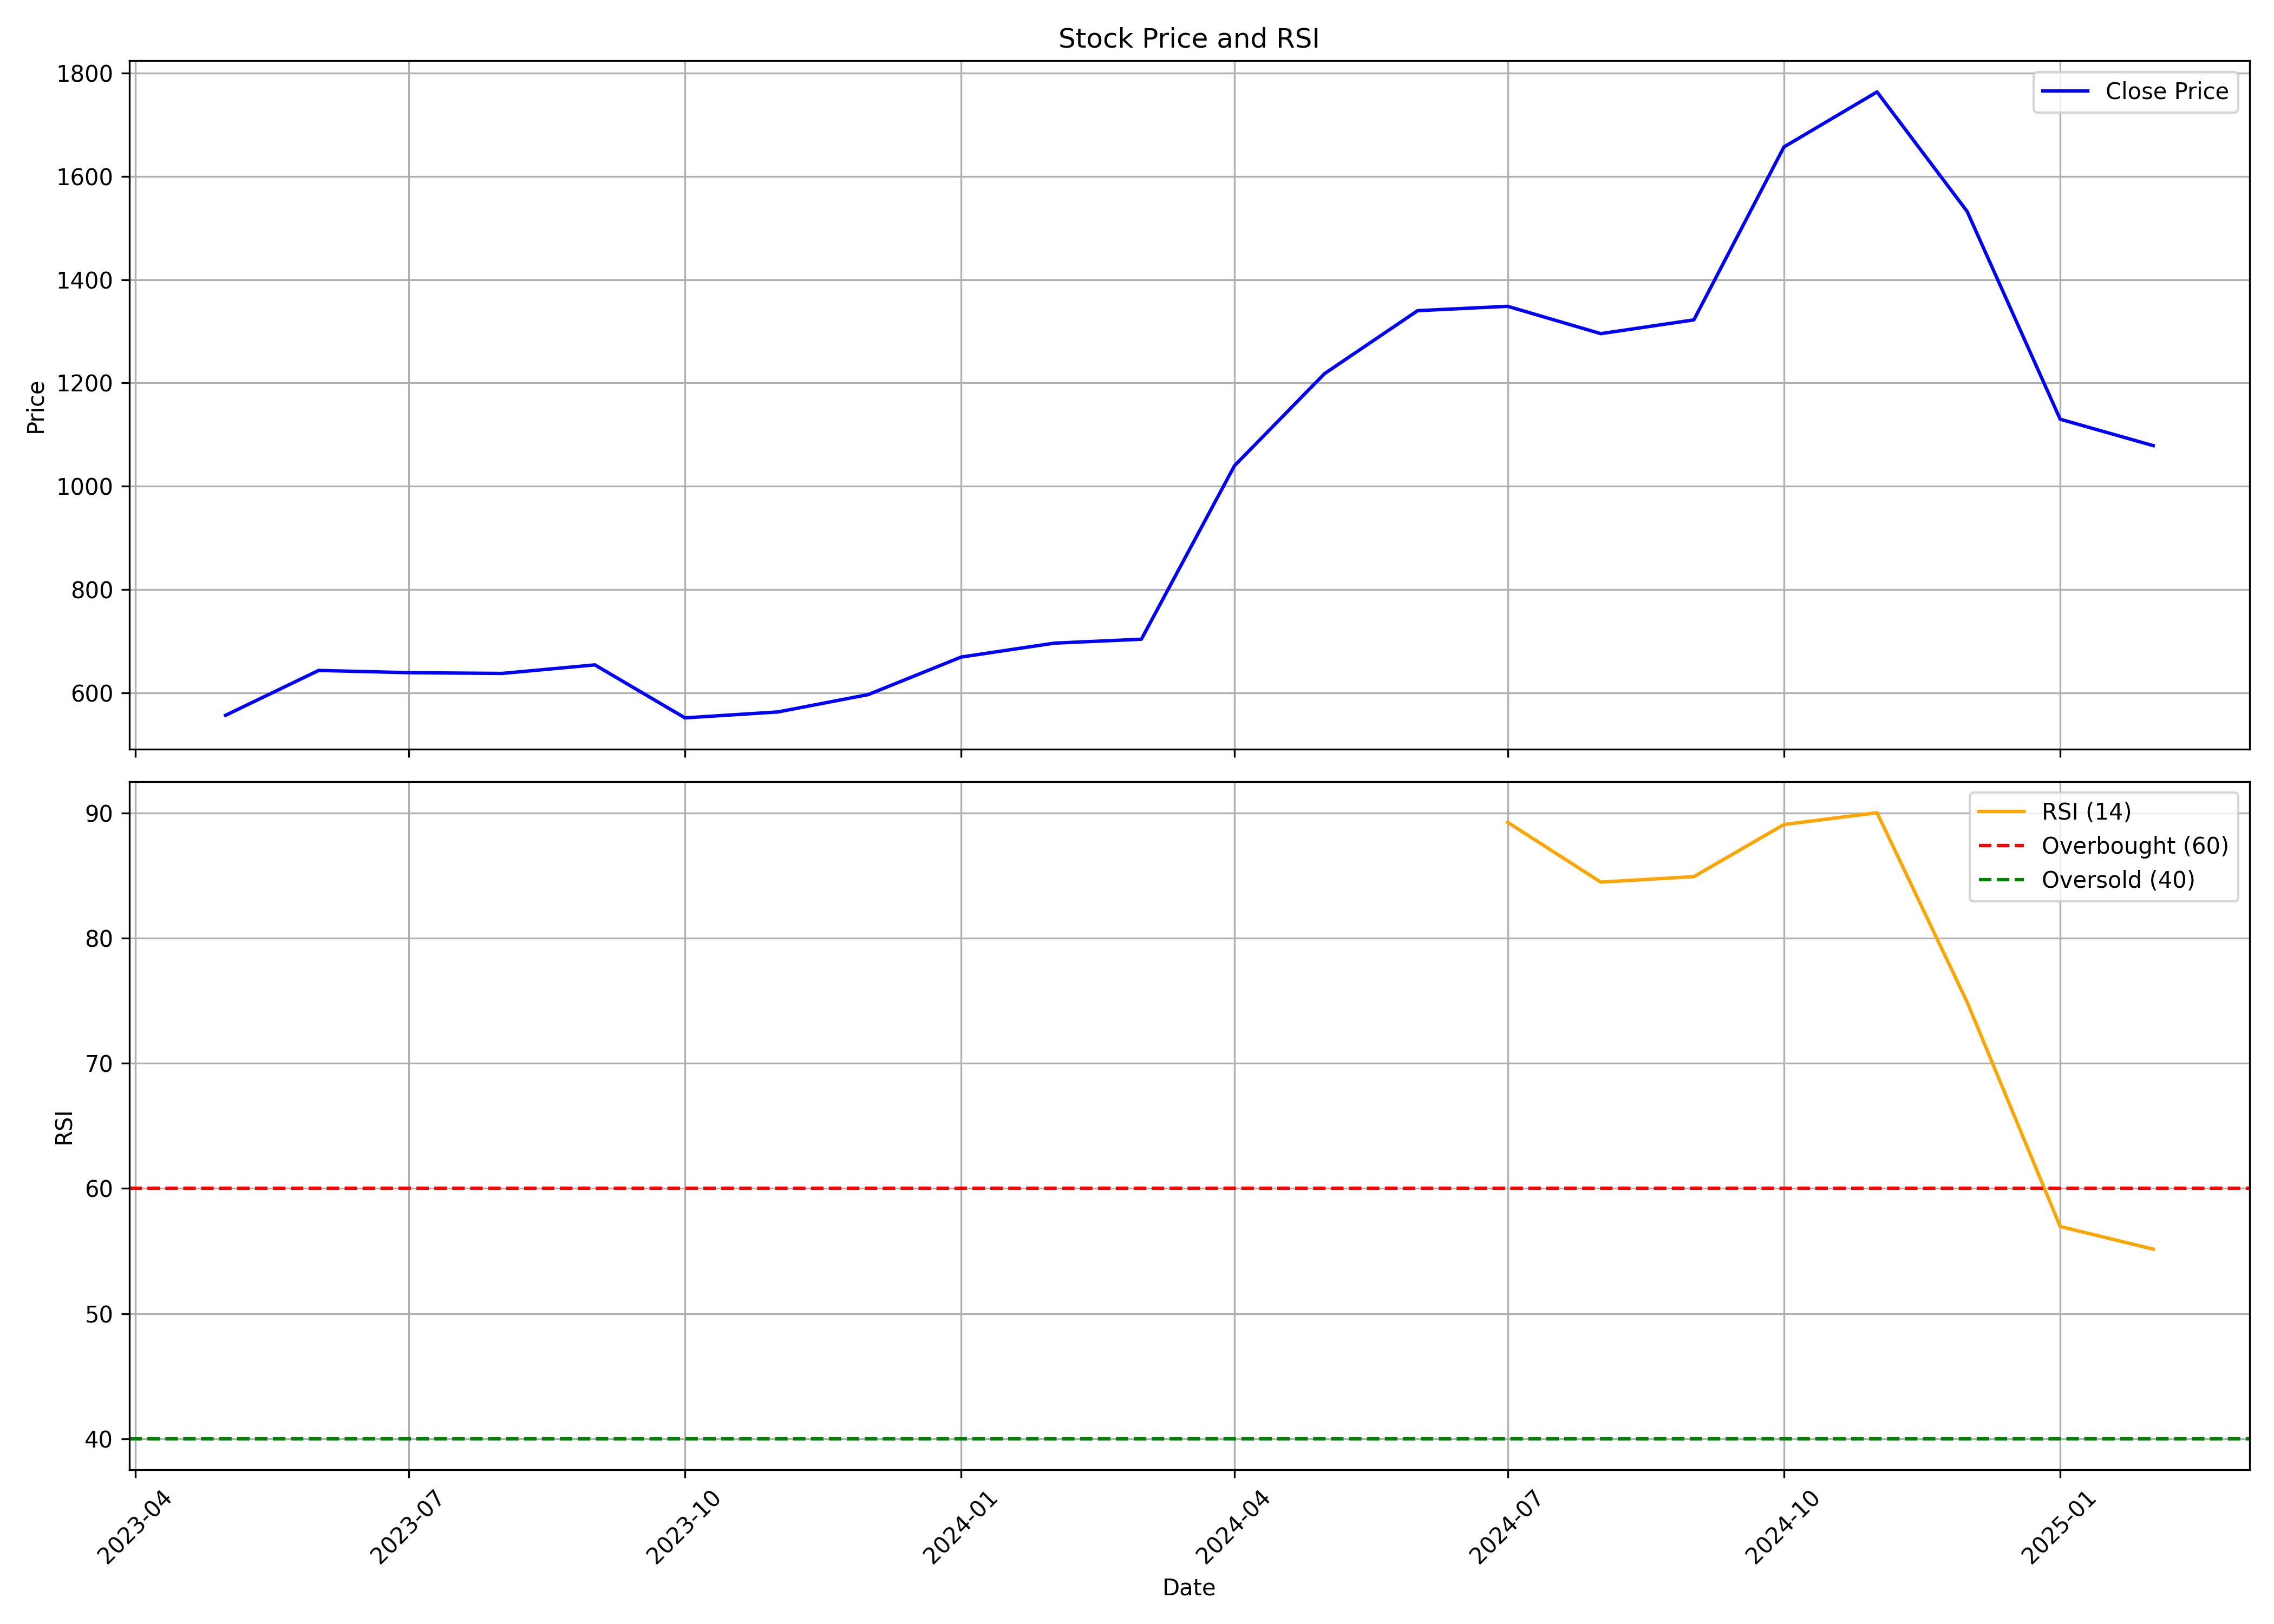 Stock Price and RSI
1800
1600
1400
1200
1000
800
600
Price
Close Price
90
80
70
60
50
40
RSI
RSI (14)
Overbought (60)
Oversold (40)
2023-04
2023-07
2023-10
2024-01
2024-04
2024-07
2024-10
2025-01
Date